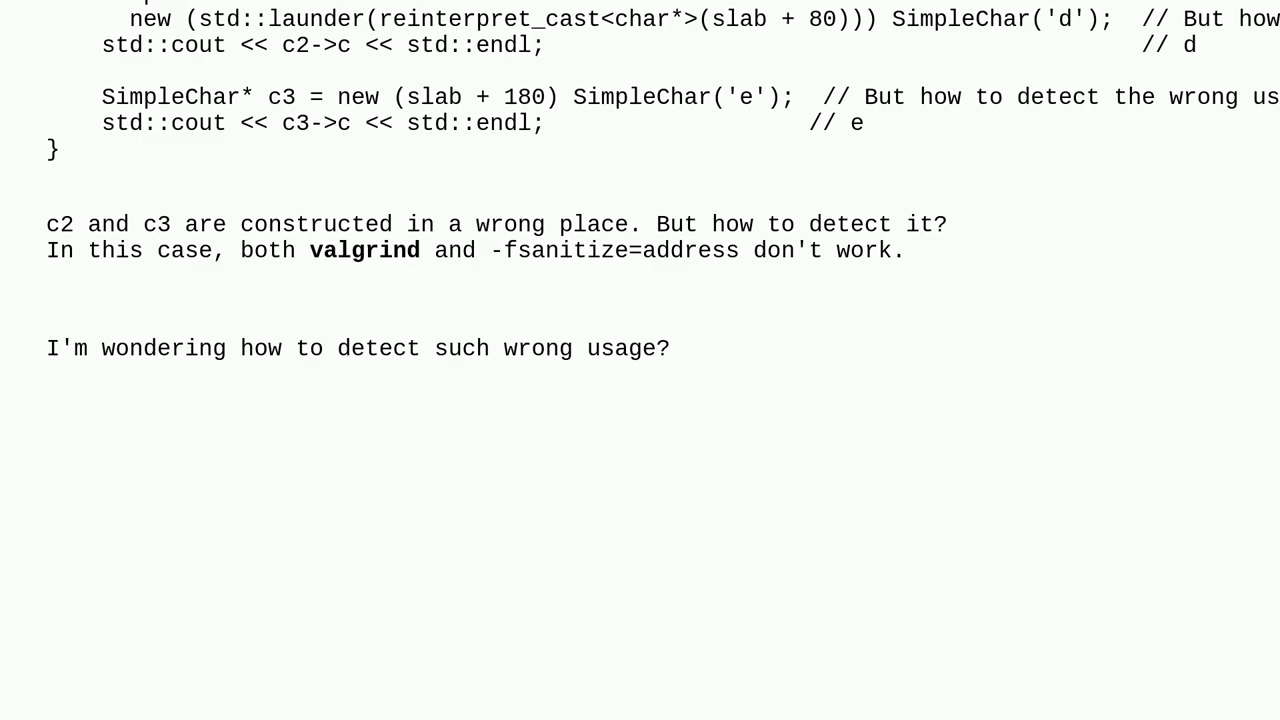 new (std::launder(reinterpret_cast<char*>(slab + 80))) SimpleChar('d');  // But how
std::cout << c2->c << std::endl;                                           // d
SimpleChar* c3 = new (slab + 180) SimpleChar('e');  // But how to detect the wrong us
std::cout << c3->c << std::endl;                   // e
}
c2 and c3 are constructed in a wrong place. But how to detect it?
In this case, both valgrind and -fsanitize=address don't work.
I'm wondering how to detect such wrong usage?